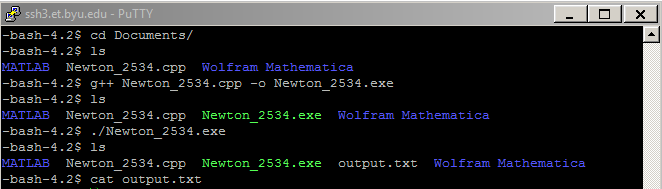 ssh3.et.byu.edu - PuTTY
-bash-4.2$ cd Documents/
-bash-4.2$ ls
MATLAB  Newton_2534.cpp  Wolfram Mathematica
-bash-4.2$ g++ Newton_2534.cpp -o Newton_2534.exe
-bash-4.2$ ls
MATLAB  Newton_2534.cpp  Newton_2534.exe  Wolfram Mathematica
-bash-4.2$ ./Newton_2534.exe
-bash-4.2$ ls
MATLAB  Newton_2534.cpp  Newton_2534.exe  output.txt  Wolfram Mathematica
-bash-4.2$ cat output.txt